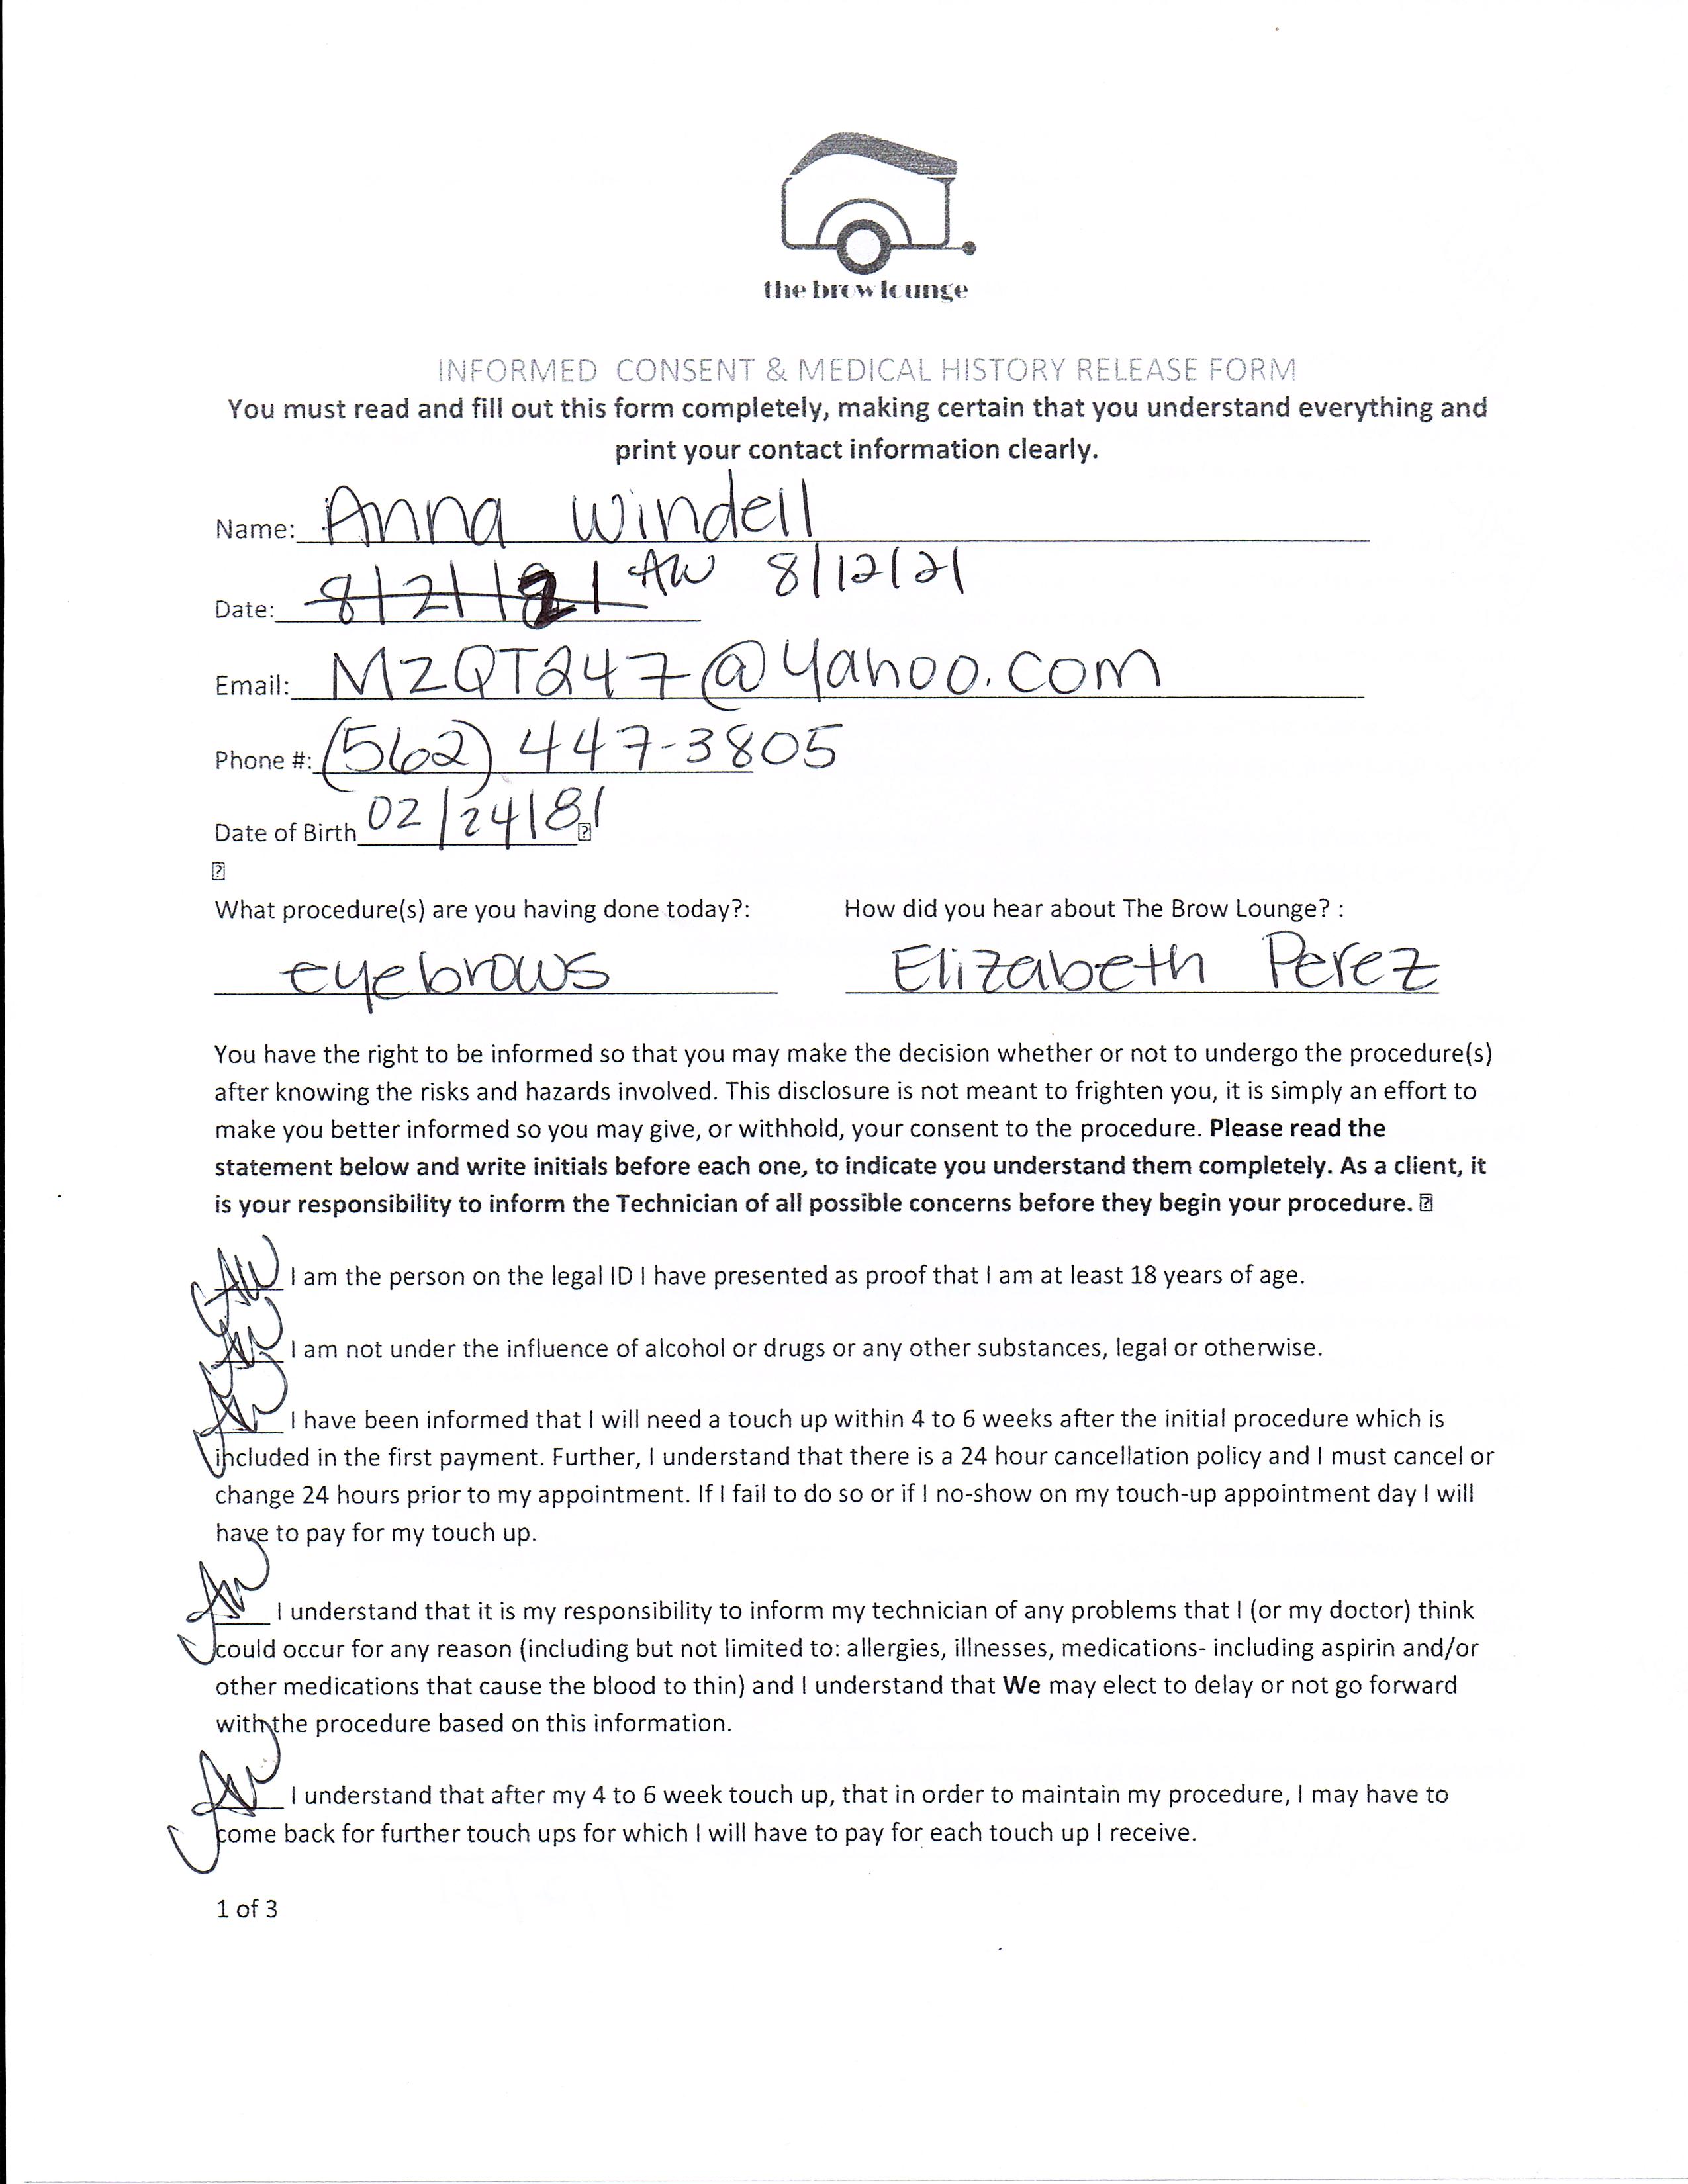 the brow lounge
INFORMED CONSENT & MEDICAL HISTORY RELEASE FORM
You must read and fill out this form completely, making certain that you understand everything and
print your contact information clearly.
Name: Anna Windell
Date: 8/21/21 AW 8/12/21
Email: MZQT247@yahoo.com
Phone #: (562) 447-3805
Date of Birth 02/24/81
What procedure(s) are you having done today?: How did you hear about The Brow Lounge? :
eyebrows Elizabeth Perez
You have the right to be informed so that you may make the decision whether or not to undergo the procedure(s)
after knowing the risks and hazards involved. This disclosure is not meant to frighten you, it is simply an effort to
make you better informed so you may give, or withhold, your consent to the procedure. Please read the
statement below and write initials before each one, to indicate you understand them completely. As a client, it
is your responsibility to inform the Technician of all possible concerns before they begin your procedure.
AW I am the person on the legal ID I have presented as proof that I am at least 18 years of age.
AW I am not under the influence of alcohol or drugs or any other substances, legal or otherwise.
AW I have been informed that I will need a touch up within 4 to 6 weeks after the initial procedure which is
included in the first payment. Further, I understand that there is a 24 hour cancellation policy and I must cancel or
change 24 hours prior to my appointment. If I fail to do so or if I no-show on my touch-up appointment day I will
have to pay for my touch up.
AW I understand that it is my responsibility to inform my technician of any problems that I (or my doctor) think
could occur for any reason (including but not limited to: allergies, illnesses, medications- including aspirin and/or
other medications that cause the blood to thin) and I understand that We may elect to delay or not go forward
with the procedure based on this information.
AW I understand that after my 4 to 6 week touch up, that in order to maintain my procedure, I may have to
come back for further touch ups for which I will have to pay for each touch up I receive.
1 of 3